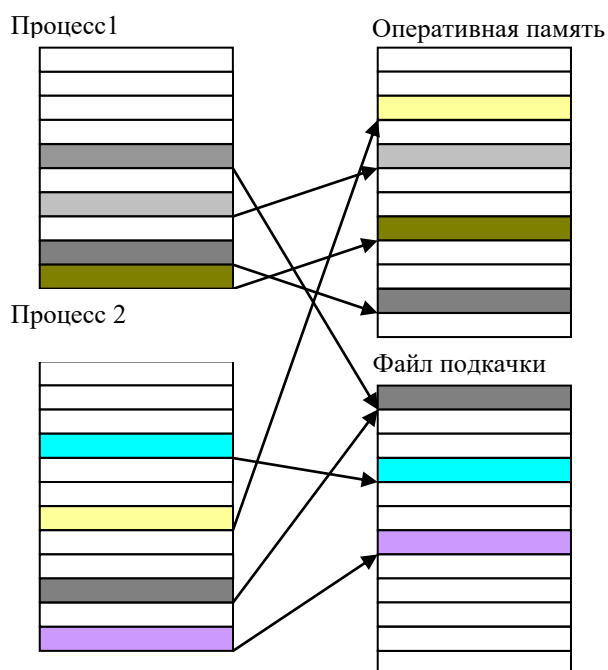 Процесс1
Оперативная память
Процесс 2
Файл подкачки